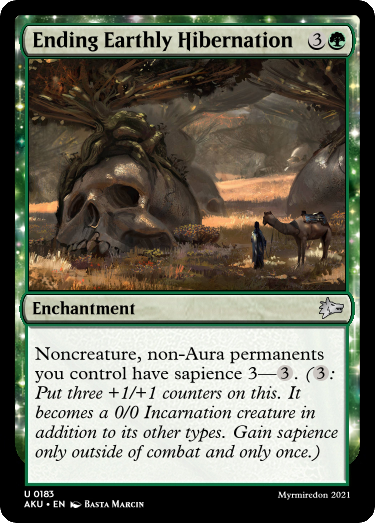 Ending Earthly Hibernation 3
Enchantment
Noncreature, non-Aura permanents
you control have sapience 3—3. (3:
Put three +1/+1 counters on this. It
becomes a 0/0 Incarnation creature in
addition to its other types. Gain sapience
only outside of combat and only once.)
U 0183
AKU • EN Basta Marcin
Myrmiredon 2021